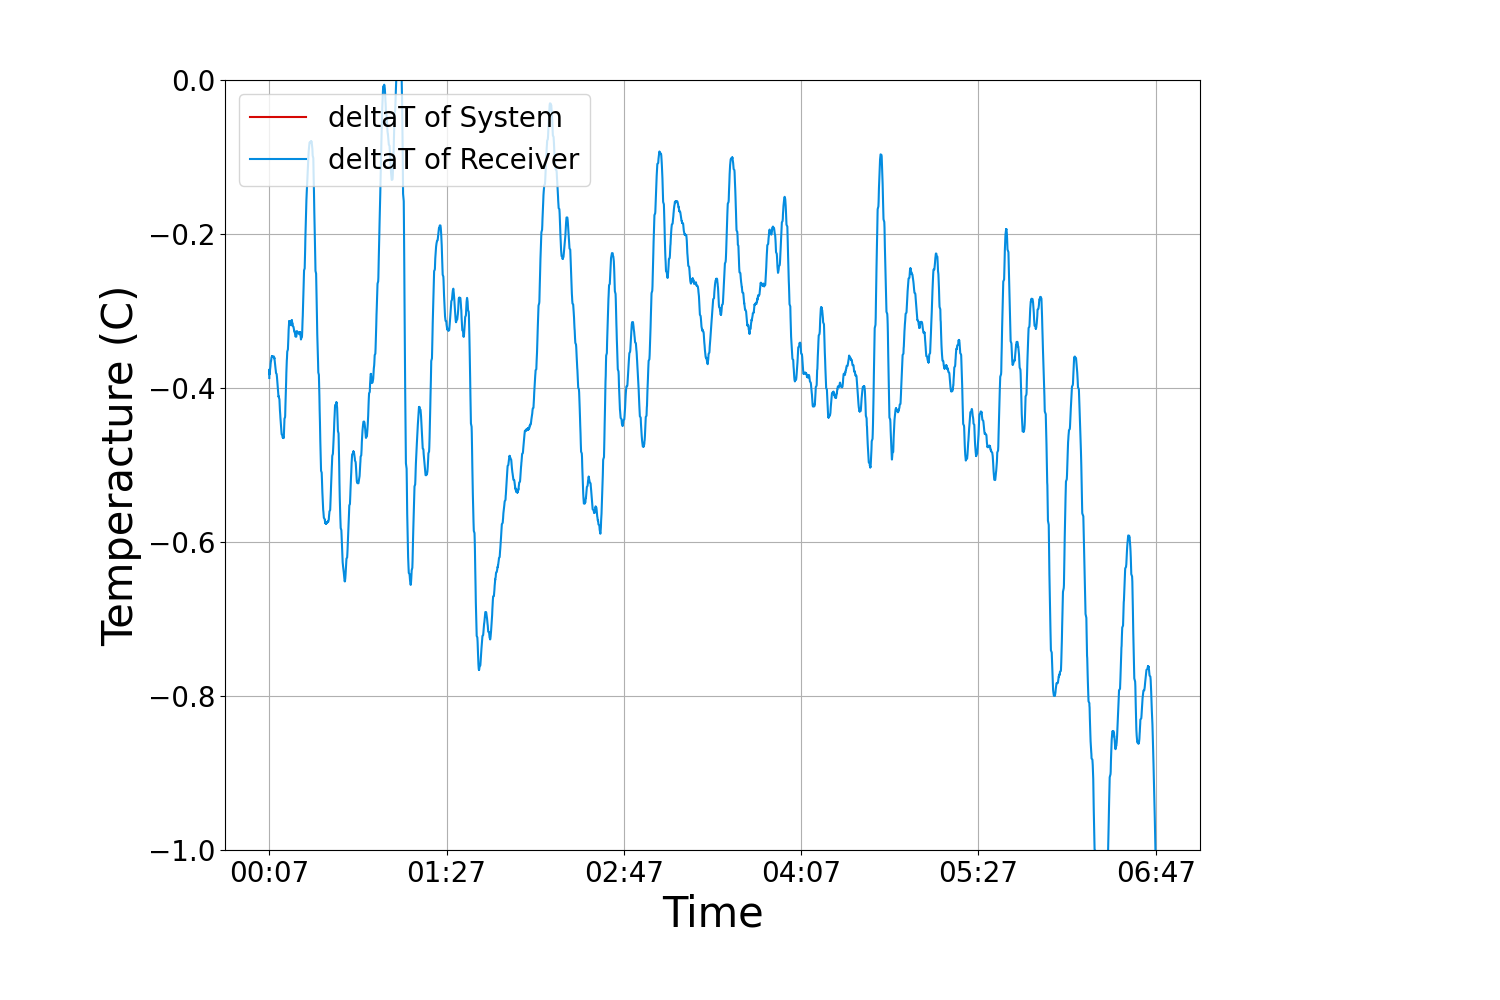 0.0
−0.2
−0.4
−0.6
−0.8
−1.0
Temperacture (C)
deltaT of System
deltaT of Receiver
00:07 01:27 02:47 04:07 05:27 06:47
Time